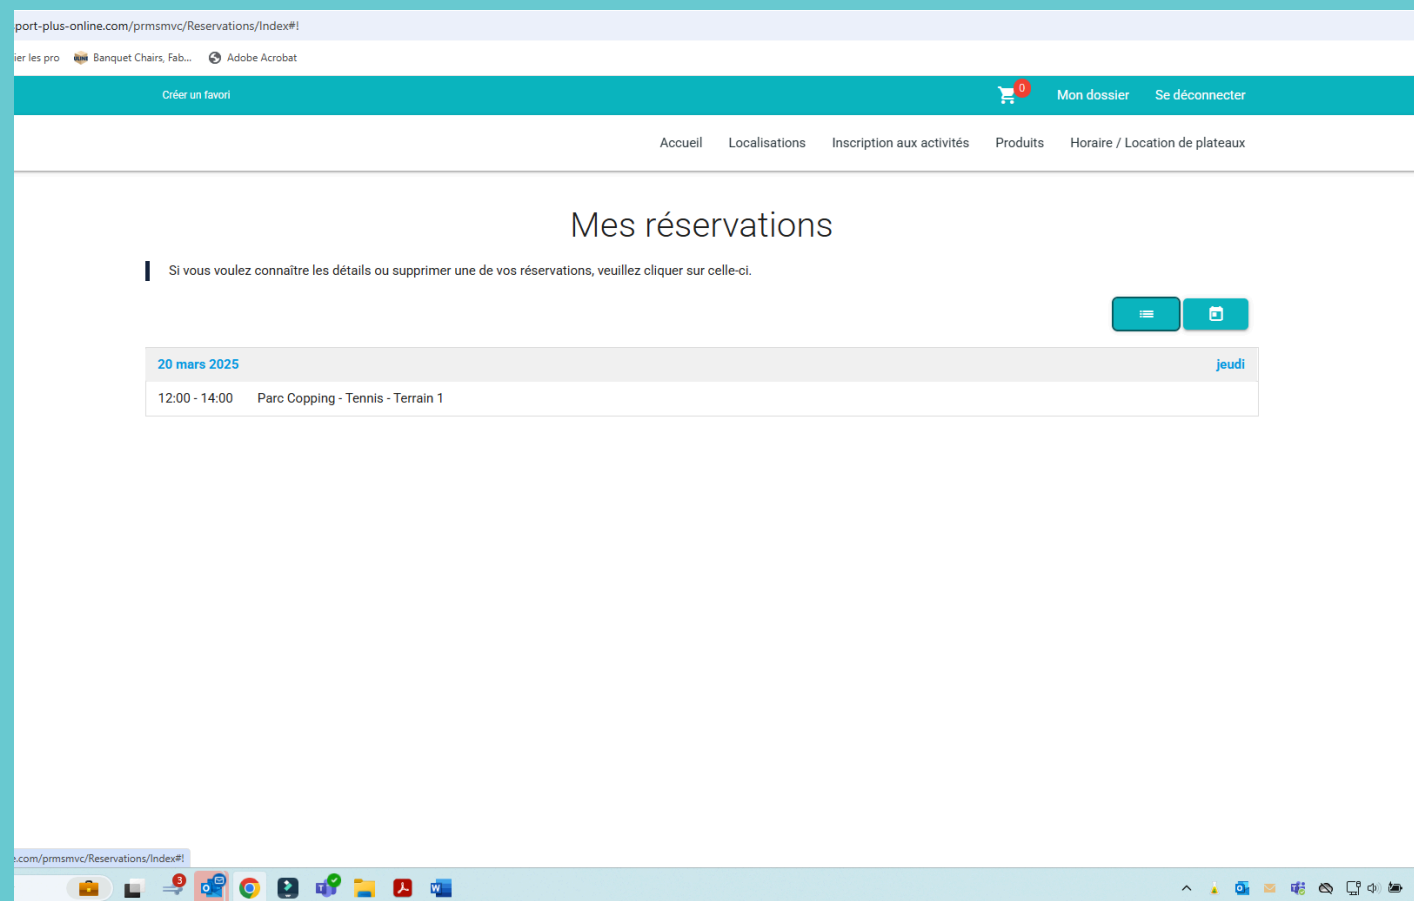 port-plus-online.com/prmsmvc/Reservations/Index#!
ier les pro Banquet Chairs, Fab... Adobe Acrobat
Créer un favori 0 Mon dossier Se déconnecter
Accueil Localisations Inscription aux activités Produits Horaire / Location de plateaux
Mes réservations
Si vous voulez connaître les détails ou supprimer une de vos réservations, veuillez cliquer sur celle-ci.
20 mars 2025 jeudi
12:00 - 14:00 Parc Copping - Tennis - Terrain 1
e.com/prmsmvc/Reservations/Index#!
3